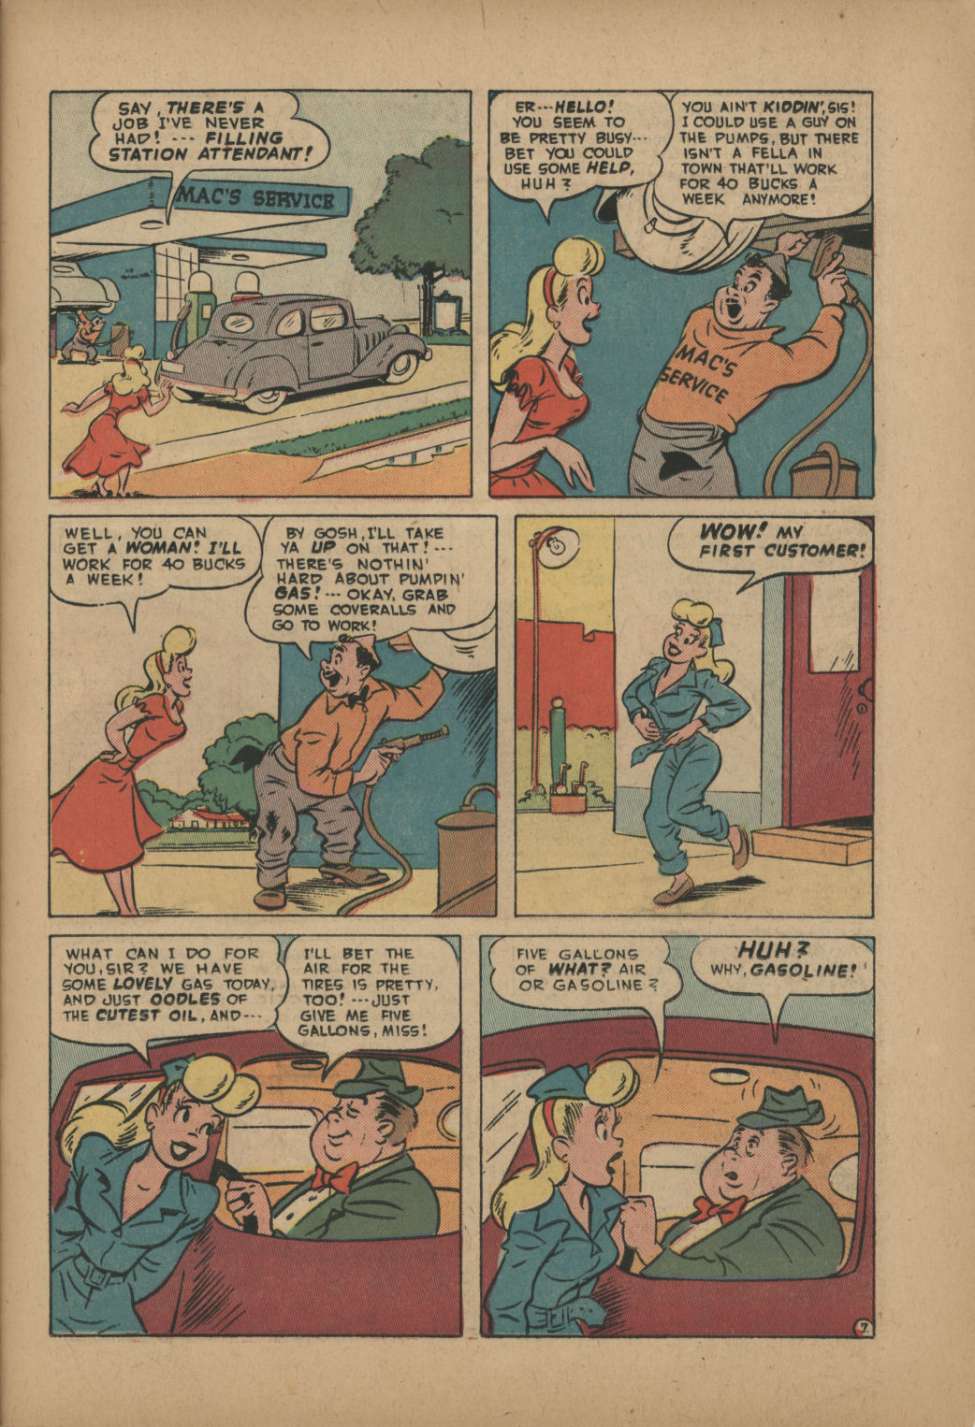 SAY, THERE'S A
JOB I'VE NEVER
HAD! --- FILLING
STATION ATTENDANT!
MAC'S SERVICE
ER---HELLO!
YOU SEEM TO
BE PRETTY BUSY---
BET YOU COULD
USE SOME HELP,
HUH?
YOU AIN'T KIDDIN', SIS!
I COULD USE A GUY ON
THE PUMPS, BUT THERE
ISN'T A FELLA IN
TOWN THAT'LL WORK
FOR 40 BUCKS A
WEEK ANYMORE!
MAC'S
SERVICE
WELL, YOU CAN
GET A WOMAN! I'LL
WORK FOR 40 BUCKS
A WEEK!
BY GOSH, I'LL TAKE
YA UP ON THAT! ---
THERE'S NOTHIN'
HARD ABOUT PUMPIN'
GAS! --- OKAY, GRAB
SOME COVERALLS AND
GO TO WORK!
WOW! MY
FIRST CUSTOMER!
WHAT CAN I DO FOR
YOU, SIR? WE HAVE
SOME LOVELY GAS TODAY,
AND JUST OODLES OF
THE CUTEST OIL, AND---
I'LL BET THE
AIR FOR THE
TIRES IS PRETTY,
TOO! ---JUST
GIVE ME FIVE
GALLONS, MISS!
FIVE GALLONS
OF WHAT? AIR
OR GASOLINE?
HUH?
WHY, GASOLINE!
7